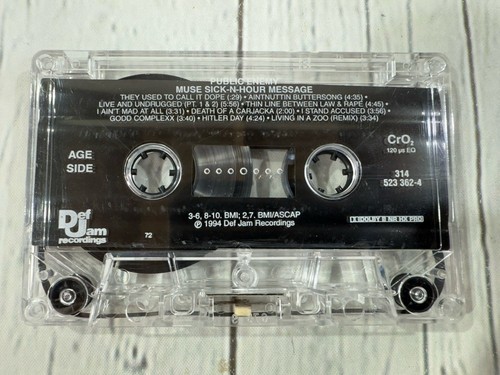 PUBLIC ENEMY
MUSE SICK-N-HOUR MESSAGE
THEY USED TO CALL IT DOPE (:29) • AINTNUTTIN BUTTERSONG (4:35) •
LIVE AND UNDRUGGED (PT. 1 & 2) (5:56) • THIN LINE BETWEEN LAW & RAPE (4:45) •
I AIN'T MAD AT ALL (3:31) • DEATH OF A CARJACKA (2:00) • I STAND ACCUSED (3:56) •
GOOD COMPLEXX (3:40) • HITLER DAY (4:24) • LIVING IN A ZOO (REMIX) (3:34)
AGE
SIDE
CrO2
120 µs EQ
314
523 362-4
Def
Jam
recordings
72
3-6, 8-10. BMI; 2,7. BMI/ASCAP
℗ 1994 Def Jam Recordings
DOLBY B NR HX PRO